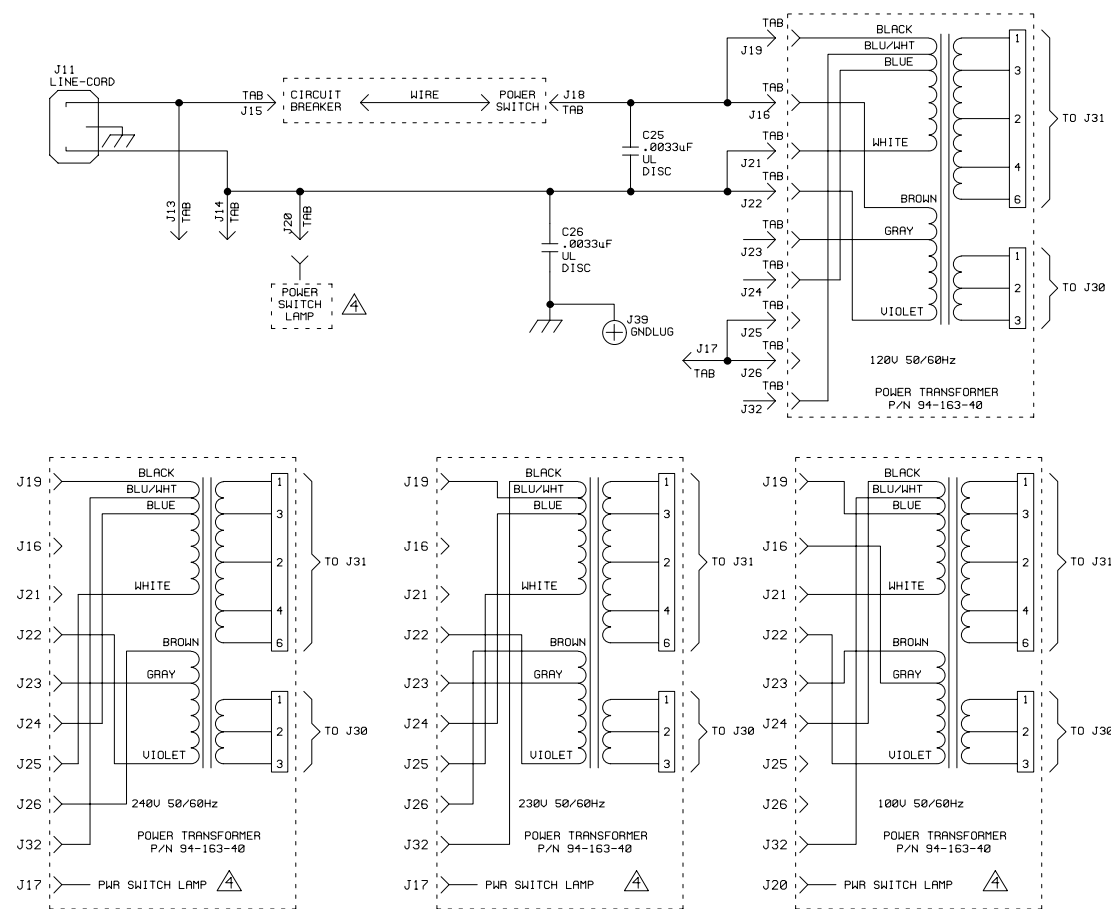 J11
LINE-CORD
TAB
J15
CIRCUIT
BREAKER
WIRE
POWER
SWITCH
J18
TAB
C25
.0033uF
UL
DISC
J13
TAB
J14
TAB
J20
TAB
POWER
SWITCH
LAMP
4
C26
.0033uF
UL
DISC
J39
GNDLUG
J17
TAB
TAB
J19
TAB
J16
TAB
J21
TAB
J22
TAB
J23
TAB
J24
TAB
J25
TAB
J26
TAB
J32
BLACK
BLU/WHT
BLUE
WHITE
BROWN
GRAY
VIOLET
1
3
2
4
6
TO J31
1
2
3
TO J30
120V 50/60Hz
POWER TRANSFORMER
P/N 94-163-40
J19
J16
J21
J22
J23
J24
J25
J26
J32
J17
BLACK
BLU/WHT
BLUE
WHITE
BROWN
GRAY
VIOLET
1
3
2
4
6
TO J31
1
2
3
TO J30
240V 50/60Hz
POWER TRANSFORMER
P/N 94-163-40
PWR SWITCH LAMP
4
J19
J16
J21
J22
J23
J24
J25
J26
J32
J17
BLACK
BLU/WHT
BLUE
WHITE
BROWN
GRAY
VIOLET
1
3
2
4
6
TO J31
1
2
3
TO J30
230V 50/60Hz
POWER TRANSFORMER
P/N 94-163-40
PWR SWITCH LAMP
4
J19
J16
J21
J22
J23
J24
J25
J26
J32
J20
BLACK
BLU/WHT
BLUE
WHITE
BROWN
GRAY
VIOLET
1
3
2
4
6
TO J31
1
2
3
TO J30
100V 50/60Hz
POWER TRANSFORMER
P/N 94-163-40
PWR SWITCH LAMP
4